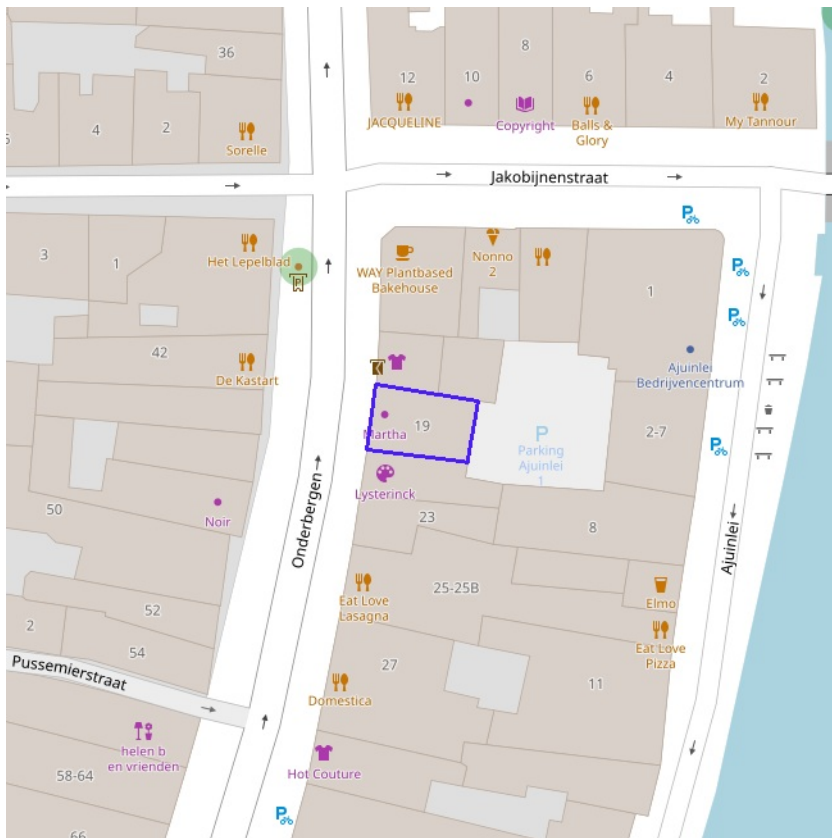 36
8
12
10
6
4
2
4
2
JACQUELINE
Copyright
Balls &
Glory
My Tannour
Sorelle
Jakobijnenstraat
3
1
Het Lepelblad
P
WAY Plantbased
Bakehouse
Nonno
2
1
P
P
P
42
De Kastart
Ajuinlei
Bedrijvencentrum
19
Martha
P
Parking
Ajuinlei
1
2-7
P
Lysterinck
Onderbergen
50
Noir
23
8
Ajuinlei
25-25B
Eat Love
Lasagna
Elmo
52
2
54
Eat Love
Pizza
Pussemierstraat
27
11
Domestica
helen b
en vrienden
Hot Couture
58-64
P